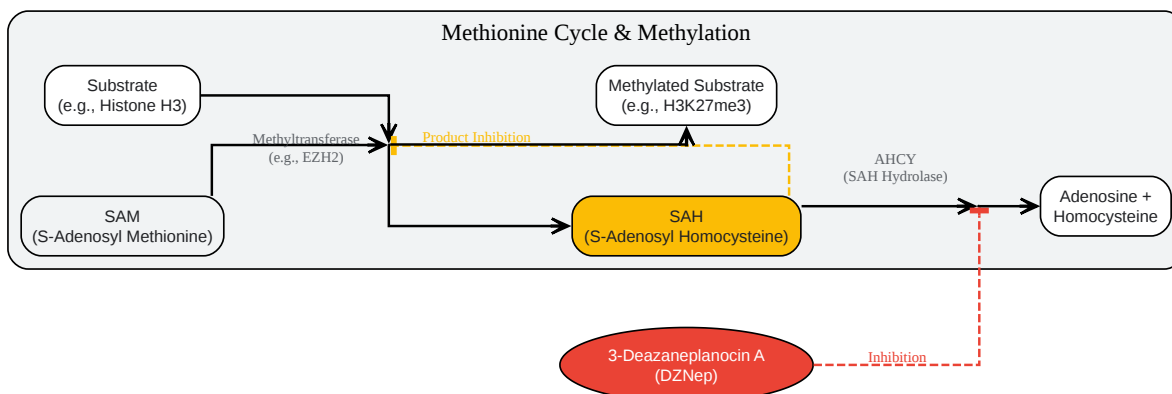 Methionine Cycle & Methylation
Substrate
(e.g., Histone H3)
Methylated Substrate
(e.g., H3K27me3)
Methyltransferase
(e.g., EZH2)
Product Inhibition
AHCY
(SAH Hydrolase)
SAM
(S-Adenosyl Methionine)
SAH
(S-Adenosyl Homocysteine)
Adenosine +
Homocysteine
3-Deazaneplanocin A
(DZNep)
Inhibition